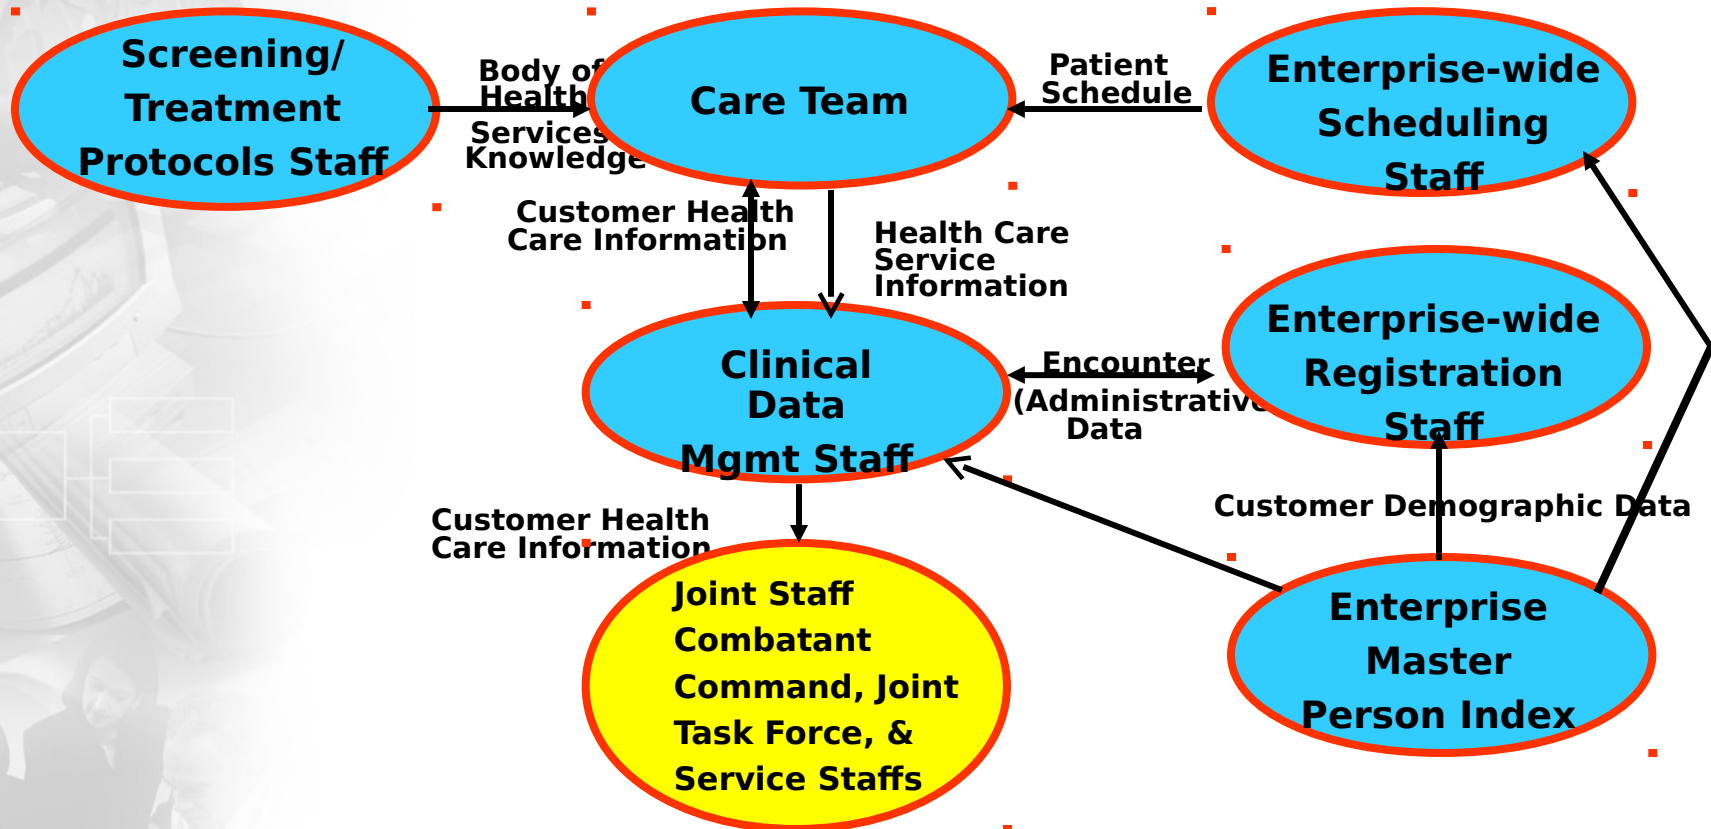 Screening/
Treatment
Protocols Staff
Body of
Health
Services
Knowledge
Care Team
Patient
Schedule
Enterprise-wide
Scheduling
Staff
Customer Health
Care Information
Health Care
Service
Information
Clinical
Data
Mgmt Staff
Encounter
(Administrative
Data
Enterprise-wide
Registration
Staff
Customer Demographic Data
Customer Health
Care Information
Joint Staff
Combatant
Command, Joint
Task Force, &
Service Staffs
Enterprise
Master
Person Index